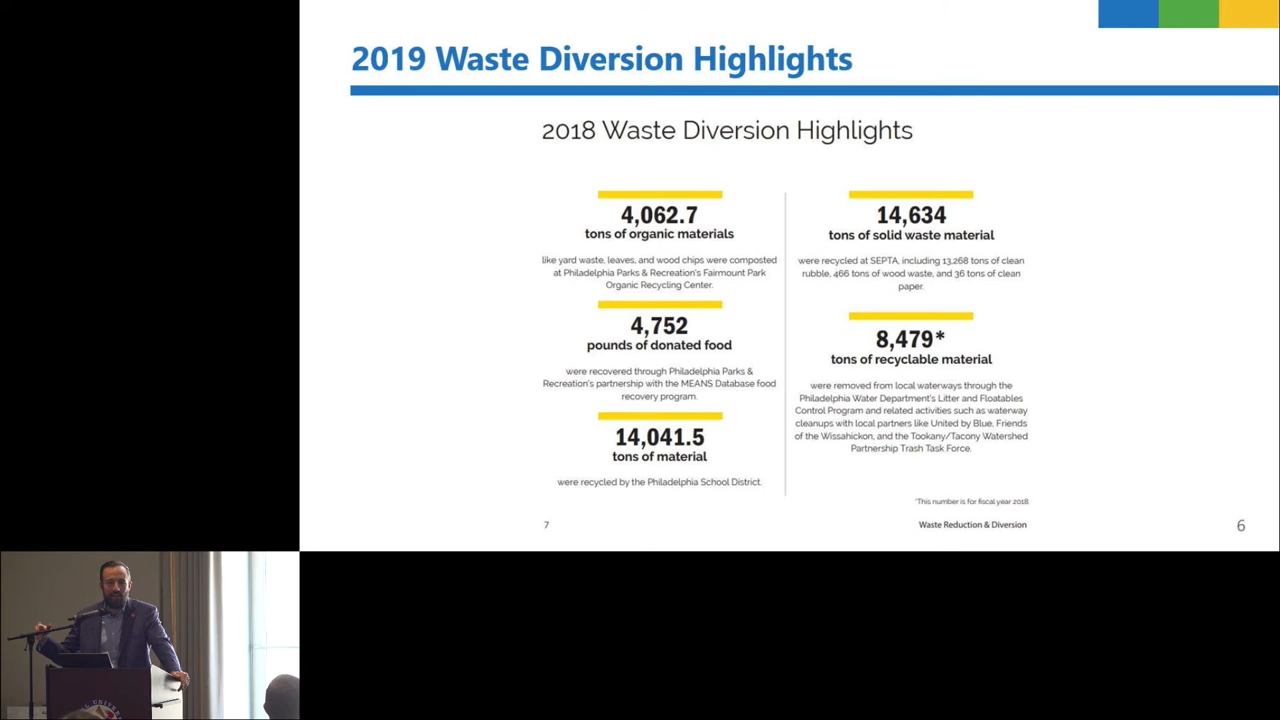 2019 Waste Diversion Highlights
2018 Waste Diversion Highlights
4,062.7
tons of organic materials
like yard waste, leaves, and wood chips were composted
at Philadelphia Parks & Recreation's Fairmount Park
Organic Recycling Center.
4,752
pounds of donated food
were recovered through Philadelphia Parks &
Recreation's partnership with the MEANS Database food
recovery program.
14,041.5
tons of material
were recycled by the Philadelphia School District.
14,634
tons of solid waste material
were recycled at SEPTA, including 13,268 tons of clean
rubble, 466 tons of wood waste, and 36 tons of clean
paper.
8,479*
tons of recyclable material
were removed from local waterways through the
Philadelphia Water Department's Litter and Floatables
Control Program and related activities such as waterway
cleanups with local partners like United by Blue, Friends
of the Wissahickon, and the Tookany/Tacony Watershed
Partnership Trash Task Force.
*This number is for fiscal year 2018
7
Waste Reduction & Diversion
6